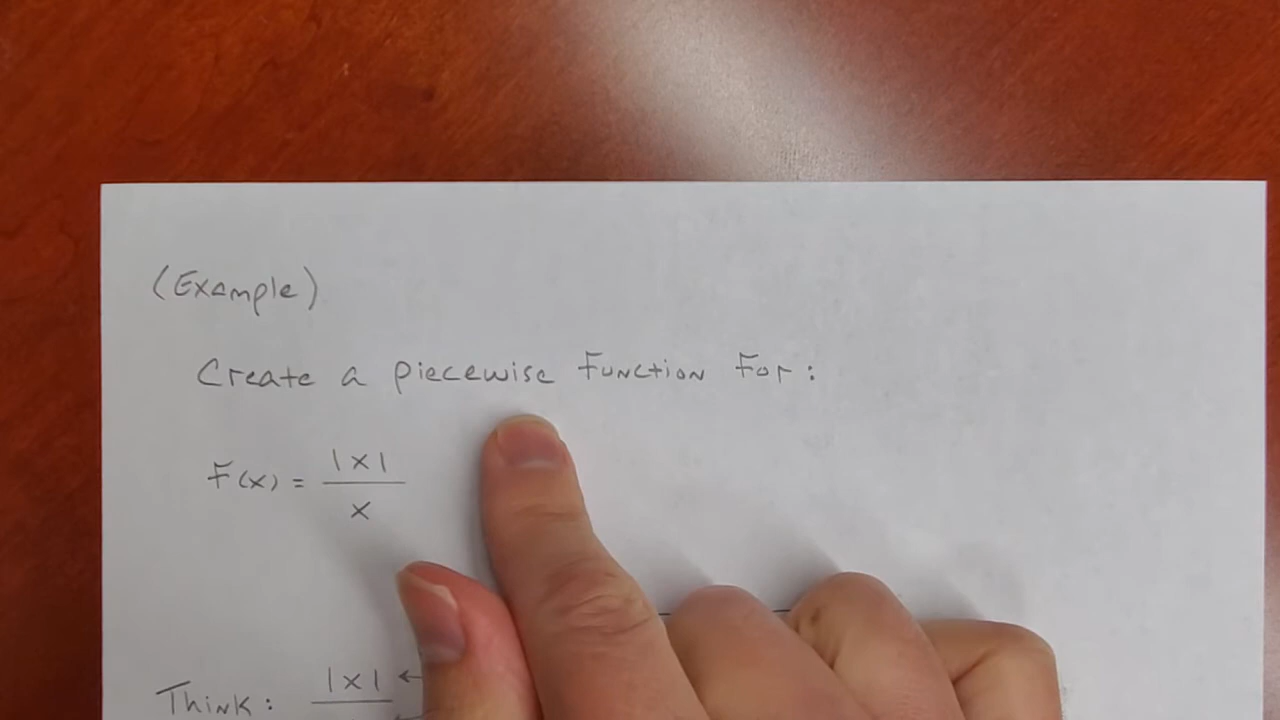 (Example)
Create a piecewise function for:
F(x) = |x| / x
Think: |x| ←